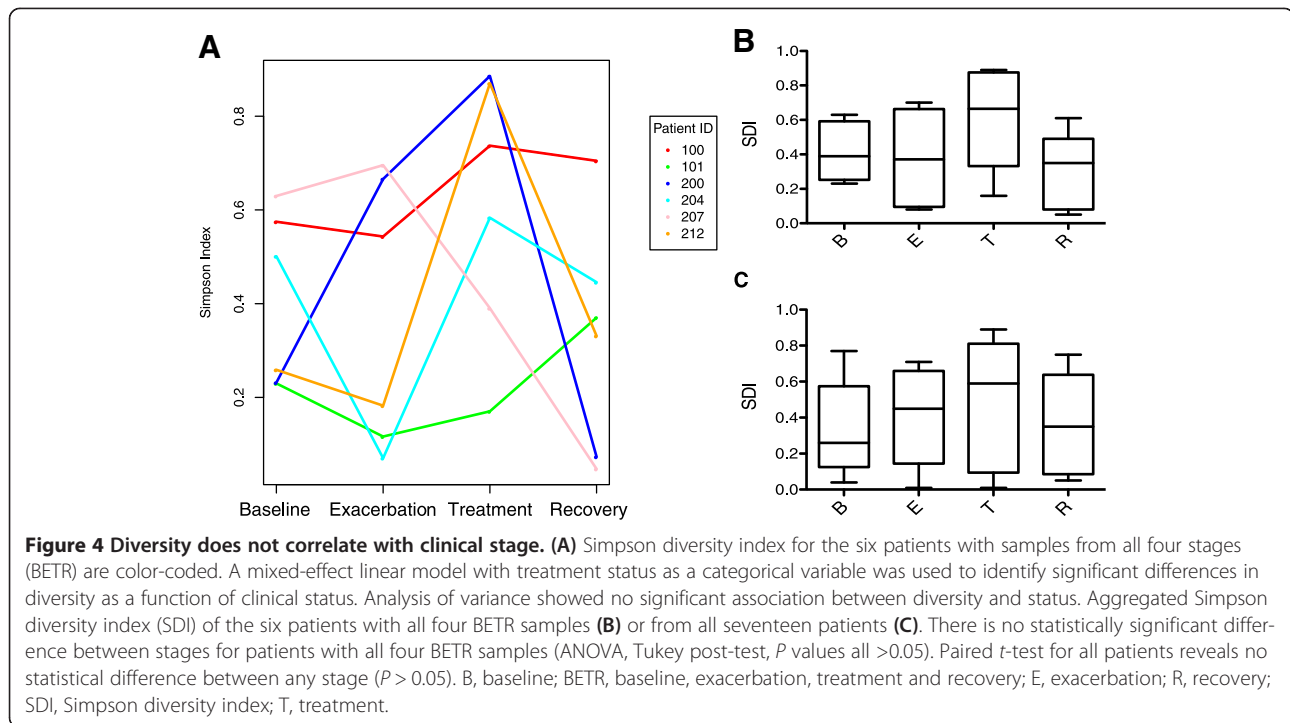 A
Simpson Index
0.8
0.6
0.4
0.2
Baseline Exacerbation Treatment Recovery
Patient ID
100
101
200
204
207
212
B
SDI
1.0
0.8
0.6
0.4
0.2
0.0
B E T R
C
SDI
1.0
0.8
0.6
0.4
0.2
0.0
B E T R
Figure 4 Diversity does not correlate with clinical stage. (A) Simpson diversity index for the six patients with samples from all four stages
(BETR) are color-coded. A mixed-effect linear model with treatment status as a categorical variable was used to identify significant differences in
diversity as a function of clinical status. Analysis of variance showed no significant association between diversity and status. Aggregated Simpson
diversity index (SDI) of the six patients with all four BETR samples (B) or from all seventeen patients (C). There is no statistically significant differ-
ence between stages for patients with all four BETR samples (ANOVA, Tukey post-test, P values all >0.05). Paired t-test for all patients reveals no
statistical difference between any stage (P > 0.05). B, baseline; BETR, baseline, exacerbation, treatment and recovery; E, exacerbation; R, recovery;
SDI, Simpson diversity index; T, treatment.